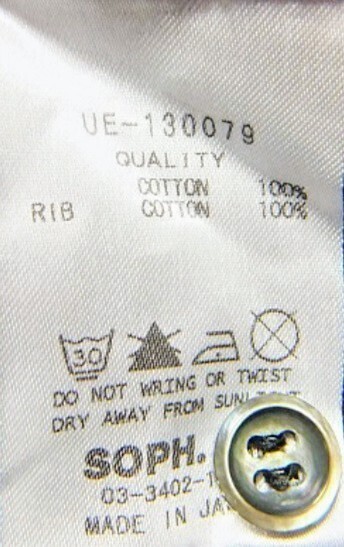 UE-130079
QUALITY
COTTON 100%
RIB COTTON 100%
30
DO NOT WRING OR TWIST
DRY AWAY FROM
SOPH.
03-3402-
MADE IN